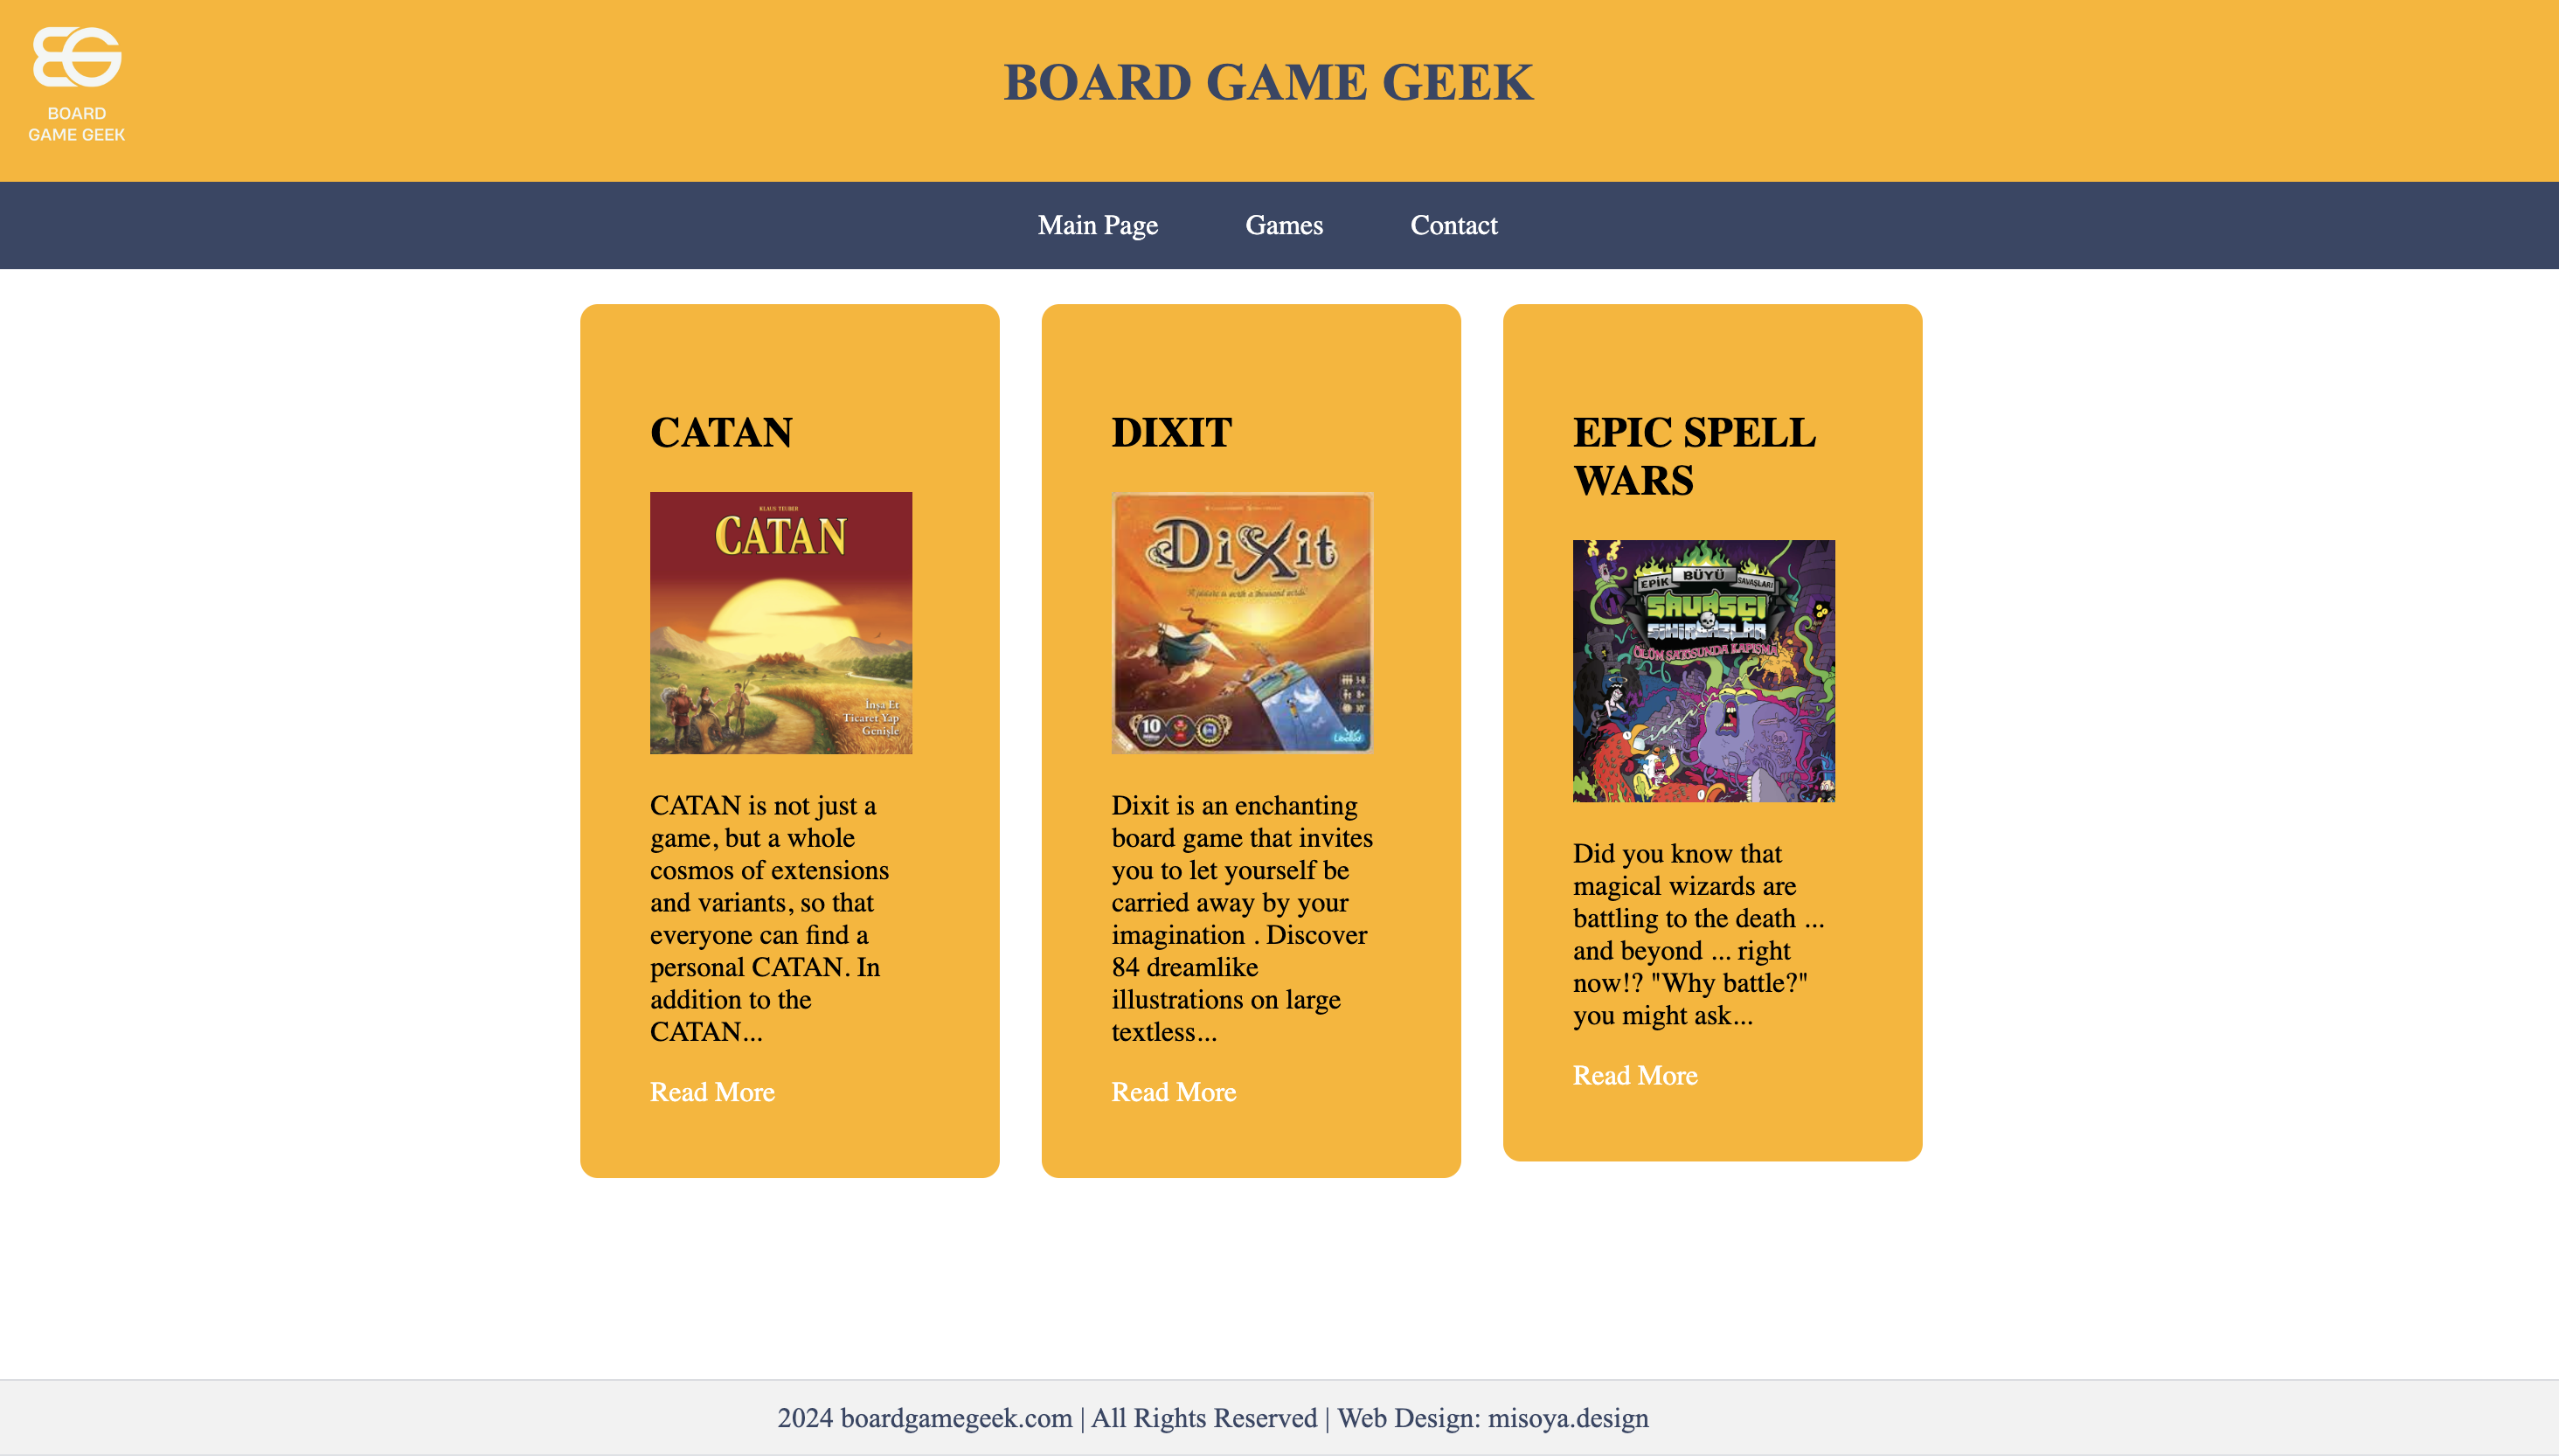 BOARD
GAME GEEK
BOARD GAME GEEK
Main Page
Games
Contact
CATAN
KLAUS TEUBER
CATAN
İnşa Et
Ticaret Yap
Genişle
CATAN is not just a
game, but a whole
cosmos of extensions
and variants, so that
everyone can find a
personal CATAN. In
addition to the
CATAN...
Read More
DIXIT
DiXit
10
Libellud
Dixit is an enchanting
board game that invites
you to let yourself be
carried away by your
imagination . Discover
84 dreamlike
illustrations on large
textless...
Read More
EPIC SPELL
WARS
EPİK BÜYÜ SAVAŞLARI
SAVAŞÇI
SİHİRBAZLAR
ÖLÜM ŞATOSUNDA KAPIŞMA
Did you know that
magical wizards are
battling to the death ...
and beyond ... right
now!? "Why battle?"
you might ask...
Read More
2024 boardgamegeek.com | All Rights Reserved | Web Design: misoya.design